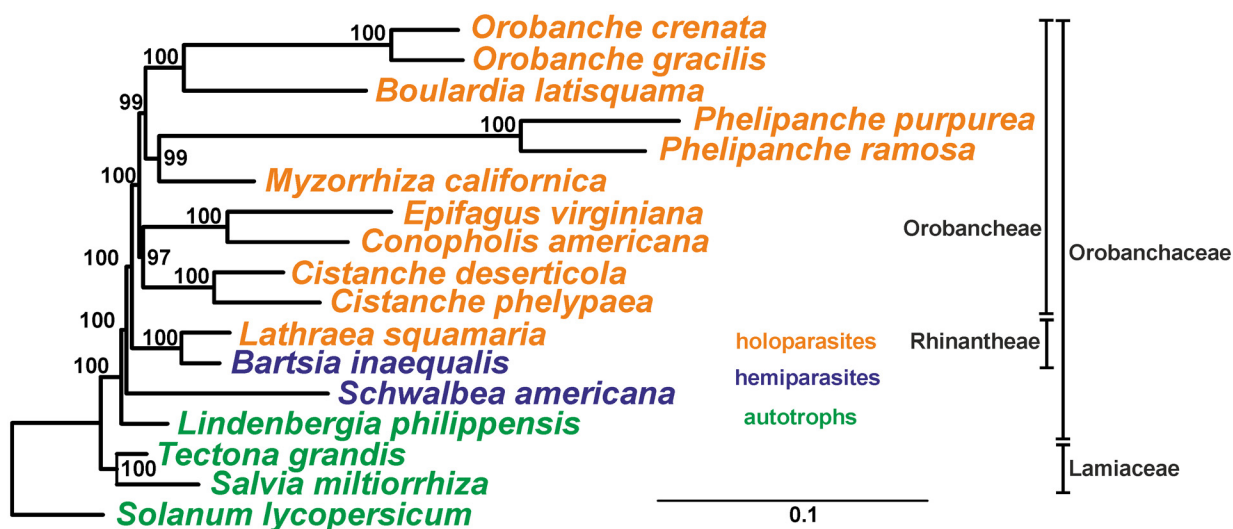 100
Orobanche crenata
100
Orobanche gracilis
Boulardia latisquama
99
100
Phelipanche purpurea
99
Phelipanche ramosa
100
Myzorrhiza californica
100
Epifagus virginiana
Orobancheae
Conopholis americana
Orobanchaceae
100
97
100
Cistanche deserticola
Cistanche phelypaea
100
100
Lathraea squamaria
holoparasites
Rhinantheae
100
Bartsia inaequalis
hemiparasites
Schwalbea americana
autotrophs
Lindenbergia philippensis
Tectona grandis
100
Lamiaceae
Salvia miltiorrhiza
Solanum lycopersicum
0.1